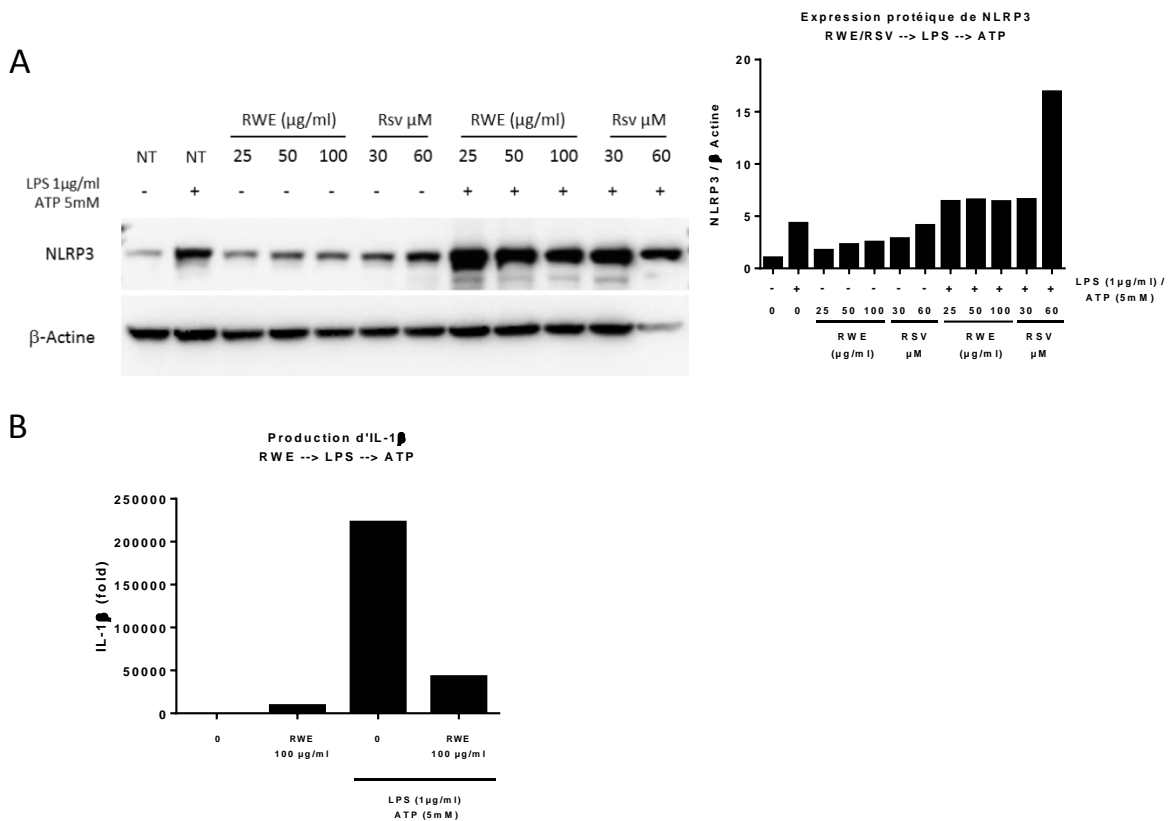 A
RWE (µg/ml) Rsv µM RWE (µg/ml) Rsv µM
NT NT 25 50 100 30 60 25 50 100 30 60
LPS 1µg/ml
ATP 5mM
- + - - - - - + + + + +
NLRP3
β-Actine
Expression protéique de NLRP3
RWE/RSV --> LPS --> ATP
NLRP3 / β Actine
20
15
10
5
0
- + - - - - - + + + + +
LPS (1µg/ml) /
ATP (5mM)
0 0 25 50 100 30 60 25 50 100 30 60
RWE RSV RWE RSV
(µg/ml) µM (µg/ml) µM
B
Production d'IL-1β
RWE --> LPS --> ATP
IL-1β (fold)
250000
200000
150000
100000
50000
0
0 RWE 0 RWE
100 µg/ml 100 µg/ml
LPS (1µg/ml)
ATP (5mM)